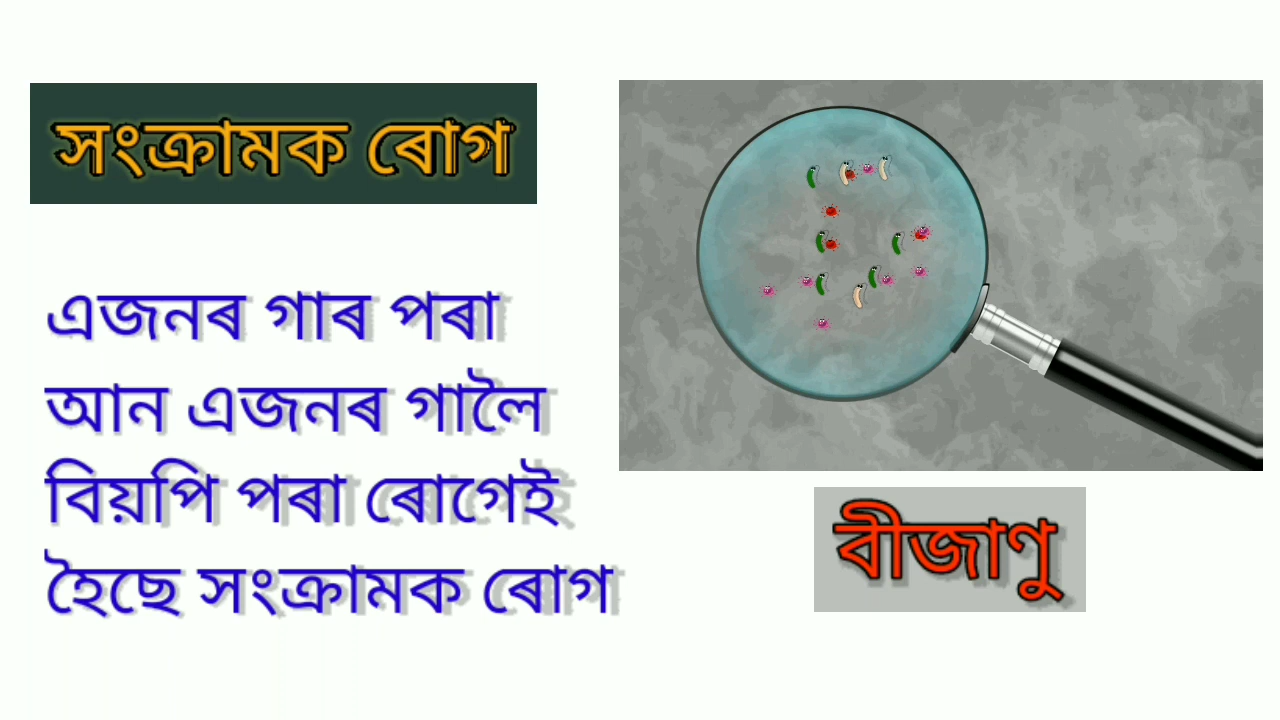 সংক্ৰামক ৰোগ
এজনৰ গাৰ পৰা
আন এজনৰ গালৈ
বিয়পি পৰা ৰোগেই
হৈছে সংক্ৰামক ৰোগ
বীজাণু